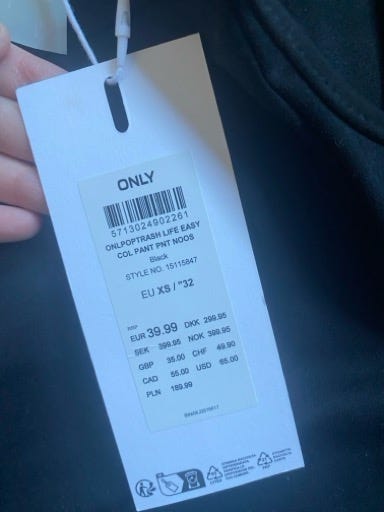 ONLY
5713024902261
ONLPOPTRASH LIFE EASY
COL PANT PNT NOOS
Black
STYLE NO. 15115847
EU XS / "32
RRP
EUR 39.99 DKK 299.95
SEK 399.95 NOK 399.95
GBP 35.00 CHF 49.90
CAD 55.00 USD 65.00
PLN 189.99